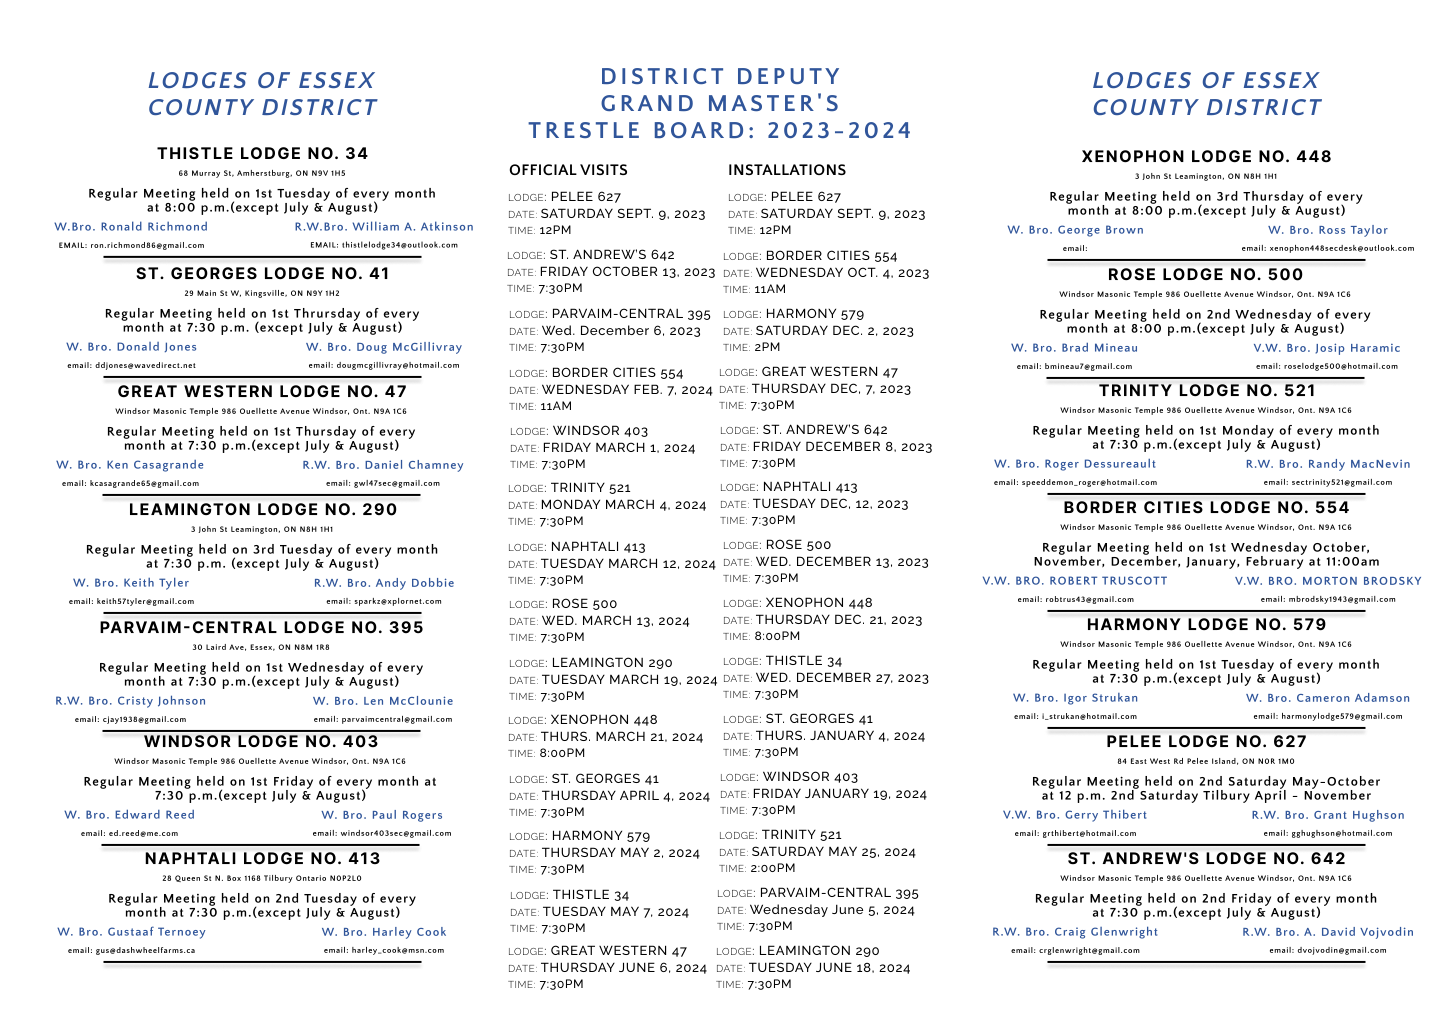 LODGES OF ESSEX
COUNTY DISTRICT
THISTLE LODGE NO. 34
68 Murray St, Amherstburg, ON N9V 1H5
Regular Meeting held on 1st Tuesday of every month
at 8:00 p.m.(except July & August)
W.Bro. Ronald Richmond R.W.Bro. William A. Atkinson
EMAIL: ron.richmond86@gmail.com EMAIL: thistlelodge34@outlook.com
ST. GEORGES LODGE NO. 41
29 Main St W, Kingsville, ON N9Y 1H2
Regular Meeting held on 1st Thrursday of every
month at 7:30 p.m. (except July & August)
W. Bro. Donald Jones W. Bro. Doug McGillivray
email: ddjones@wavedirect.net email: dougmcgillivray@hotmail.com
GREAT WESTERN LODGE NO. 47
Windsor Masonic Temple 986 Ouellette Avenue Windsor, Ont. N9A 1C6
Regular Meeting held on 1st Thursday of every
month at 7:30 p.m.(except July & August)
W. Bro. Ken Casagrande R.W. Bro. Daniel Chamney
email: kcasagrande65@gmail.com email: gwl47sec@gmail.com
LEAMINGTON LODGE NO. 290
3 John St Leamington, ON N8H 1H1
Regular Meeting held on 3rd Tuesday of every month
at 7:30 p.m. (except July & August)
W. Bro. Keith Tyler R.W. Bro. Andy Dobbie
email: keith57tyler@gmail.com email: sparkz@xplornet.com
PARVAIM-CENTRAL LODGE NO. 395
30 Laird Ave, Essex, ON N8M 1R8
Regular Meeting held on 1st Wednesday of every
month at 7:30 p.m.(except July & August)
R.W. Bro. Cristy Johnson W. Bro. Len McClounie
email: cjay1938@gmail.com email: parvaimcentral@gmail.com
WINDSOR LODGE NO. 403
Windsor Masonic Temple 986 Ouellette Avenue Windsor, Ont. N9A 1C6
Regular Meeting held on 1st Friday of every month at
7:30 p.m.(except July & August)
W. Bro. Edward Reed W. Bro. Paul Rogers
email: ed.reed@me.com email: windsor403sec@gmail.com
NAPHTALI LODGE NO. 413
28 Queen St N. Box 1168 Tilbury Ontario N0P2L0
Regular Meeting held on 2nd Tuesday of every
month at 7:30 p.m.(except July & August)
W. Bro. Gustaaf Ternoey W. Bro. Harley Cook
email: gus@dashwheelfarms.ca email: harley_cook@msn.com
DISTRICT DEPUTY
GRAND MASTER'S
TRESTLE BOARD: 2023-2024
OFFICIAL VISITS
LODGE: PELEE 627
DATE: SATURDAY SEPT. 9, 2023
TIME: 12PM
LODGE: ST. ANDREW'S 642
DATE: FRIDAY OCTOBER 13, 2023
TIME: 7:30PM
LODGE: PARVAIM-CENTRAL 395
DATE: Wed. December 6, 2023
TIME: 7:30PM
LODGE: BORDER CITIES 554
DATE: WEDNESDAY FEB. 7, 2024
TIME: 11AM
LODGE: WINDSOR 403
DATE: FRIDAY MARCH 1, 2024
TIME: 7:30PM
LODGE: TRINITY 521
DATE: MONDAY MARCH 4, 2024
TIME: 7:30PM
LODGE: NAPHTALI 413
DATE: TUESDAY MARCH 12, 2024
TIME: 7:30PM
LODGE: ROSE 500
DATE: WED. MARCH 13, 2024
TIME: 7:30PM
LODGE: LEAMINGTON 290
DATE: TUESDAY MARCH 19, 2024
TIME: 7:30PM
LODGE: XENOPHON 448
DATE: THURS. MARCH 21, 2024
TIME: 8:00PM
LODGE: ST. GEORGES 41
DATE: THURSDAY APRIL 4, 2024
TIME: 7:30PM
LODGE: HARMONY 579
DATE: THURSDAY MAY 2, 2024
TIME: 7:30PM
LODGE: THISTLE 34
DATE: TUESDAY MAY 7, 2024
TIME: 7:30PM
LODGE: GREAT WESTERN 47
DATE: THURSDAY JUNE 6, 2024
TIME: 7:30PM
INSTALLATIONS
LODGE: PELEE 627
DATE: SATURDAY SEPT. 9, 2023
TIME: 12PM
LODGE: BORDER CITIES 554
DATE: WEDNESDAY OCT. 4, 2023
TIME: 11AM
LODGE: HARMONY 579
DATE: SATURDAY DEC. 2, 2023
TIME: 2PM
LODGE: GREAT WESTERN 47
DATE: THURSDAY DEC, 7, 2023
TIME: 7:30PM
LODGE: ST. ANDREW'S 642
DATE: FRIDAY DECEMBER 8, 2023
TIME: 7:30PM
LODGE: NAPHTALI 413
DATE: TUESDAY DEC, 12, 2023
TIME: 7:30PM
LODGE: ROSE 500
DATE: WED. DECEMBER 13, 2023
TIME: 7:30PM
LODGE: XENOPHON 448
DATE: THURSDAY DEC. 21, 2023
TIME: 8:00PM
LODGE: THISTLE 34
DATE: WED. DECEMBER 27, 2023
TIME: 7:30PM
LODGE: ST. GEORGES 41
DATE: THURS. JANUARY 4, 2024
TIME: 7:30PM
LODGE: WINDSOR 403
DATE: FRIDAY JANUARY 19, 2024
TIME: 7:30PM
LODGE: TRINITY 521
DATE: SATURDAY MAY 25, 2024
TIME: 2:00PM
LODGE: PARVAIM-CENTRAL 395
DATE: Wednesday June 5, 2024
TIME: 7:30PM
LODGE: LEAMINGTON 290
DATE: TUESDAY JUNE 18, 2024
TIME: 7:30PM
LODGES OF ESSEX
COUNTY DISTRICT
XENOPHON LODGE NO. 448
3 John St Leamington, ON N8H 1H1
Regular Meeting held on 3rd Thursday of every
month at 8:00 p.m.(except July & August)
W. Bro. George Brown W. Bro. Ross Taylor
email: email: xenophon448secdesk@outlook.com
ROSE LODGE NO. 500
Windsor Masonic Temple 986 Ouellette Avenue Windsor, Ont. N9A 1C6
Regular Meeting held on 2nd Wednesday of every
month at 8:00 p.m.(except July & August)
W. Bro. Brad Mineau V.W. Bro. Josip Haramic
email: bmineau7@gmail.com email: roselodge500@hotmail.com
TRINITY LODGE NO. 521
Windsor Masonic Temple 986 Ouellette Avenue Windsor, Ont. N9A 1C6
Regular Meeting held on 1st Monday of every month
at 7:30 p.m.(except July & August)
W. Bro. Roger Dessureault R.W. Bro. Randy MacNevin
email: speeddemon_roger@hotmail.com email: sectrinity521@gmail.com
BORDER CITIES LODGE NO. 554
Windsor Masonic Temple 986 Ouellette Avenue Windsor, Ont. N9A 1C6
Regular Meeting held on 1st Wednesday October,
November, December, January, February at 11:00am
V.W. BRO. ROBERT TRUSCOTT V.W. BRO. MORTON BRODSKY
email: robtrus43@gmail.com email: mbrodsky1943@gmail.com
HARMONY LODGE NO. 579
Windsor Masonic Temple 986 Ouellette Avenue Windsor, Ont. N9A 1C6
Regular Meeting held on 1st Tuesday of every month
at 7:30 p.m.(except July & August)
W. Bro. Igor Strukan W. Bro. Cameron Adamson
email: i_strukan@hotmail.com email: harmonylodge579@gmail.com
PELEE LODGE NO. 627
84 East West Rd Pelee Island, ON N0R 1M0
Regular Meeting held on 2nd Saturday May-October
at 12 p.m. 2nd Saturday Tilbury April - November
V.W. Bro. Gerry Thibert R.W. Bro. Grant Hughson
email: grthibert@hotmail.com email: gghughson@hotmail.com
ST. ANDREW'S LODGE NO. 642
Windsor Masonic Temple 986 Ouellette Avenue Windsor, Ont. N9A 1C6
Regular Meeting held on 2nd Friday of every month
at 7:30 p.m.(except July & August)
R.W. Bro. Craig Glenwright R.W. Bro. A. David Vojvodin
email: crglenwright@gmail.com email: dvojvodin@gmail.com